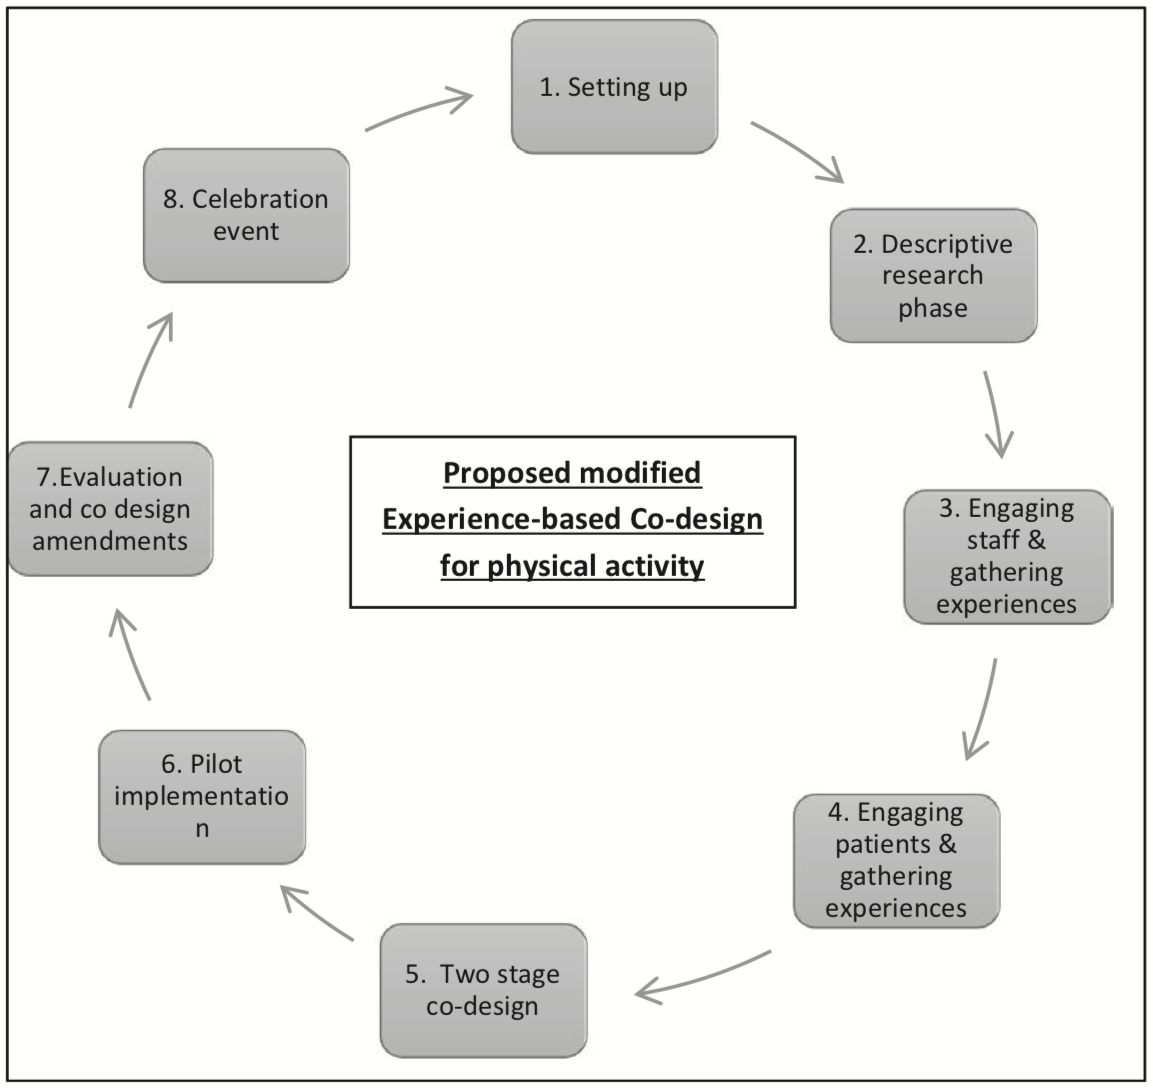 1. Setting up
2. Descriptive
research
phase
3. Engaging
staff &
gathering
experiences
4. Engaging
patients &
gathering
experiences
5. Two stage
co-design
6. Pilot
implementatio
n
7.Evaluation
and co design
amendments
8. Celebration
event
Proposed modified
Experience-based Co-design
for physical activity